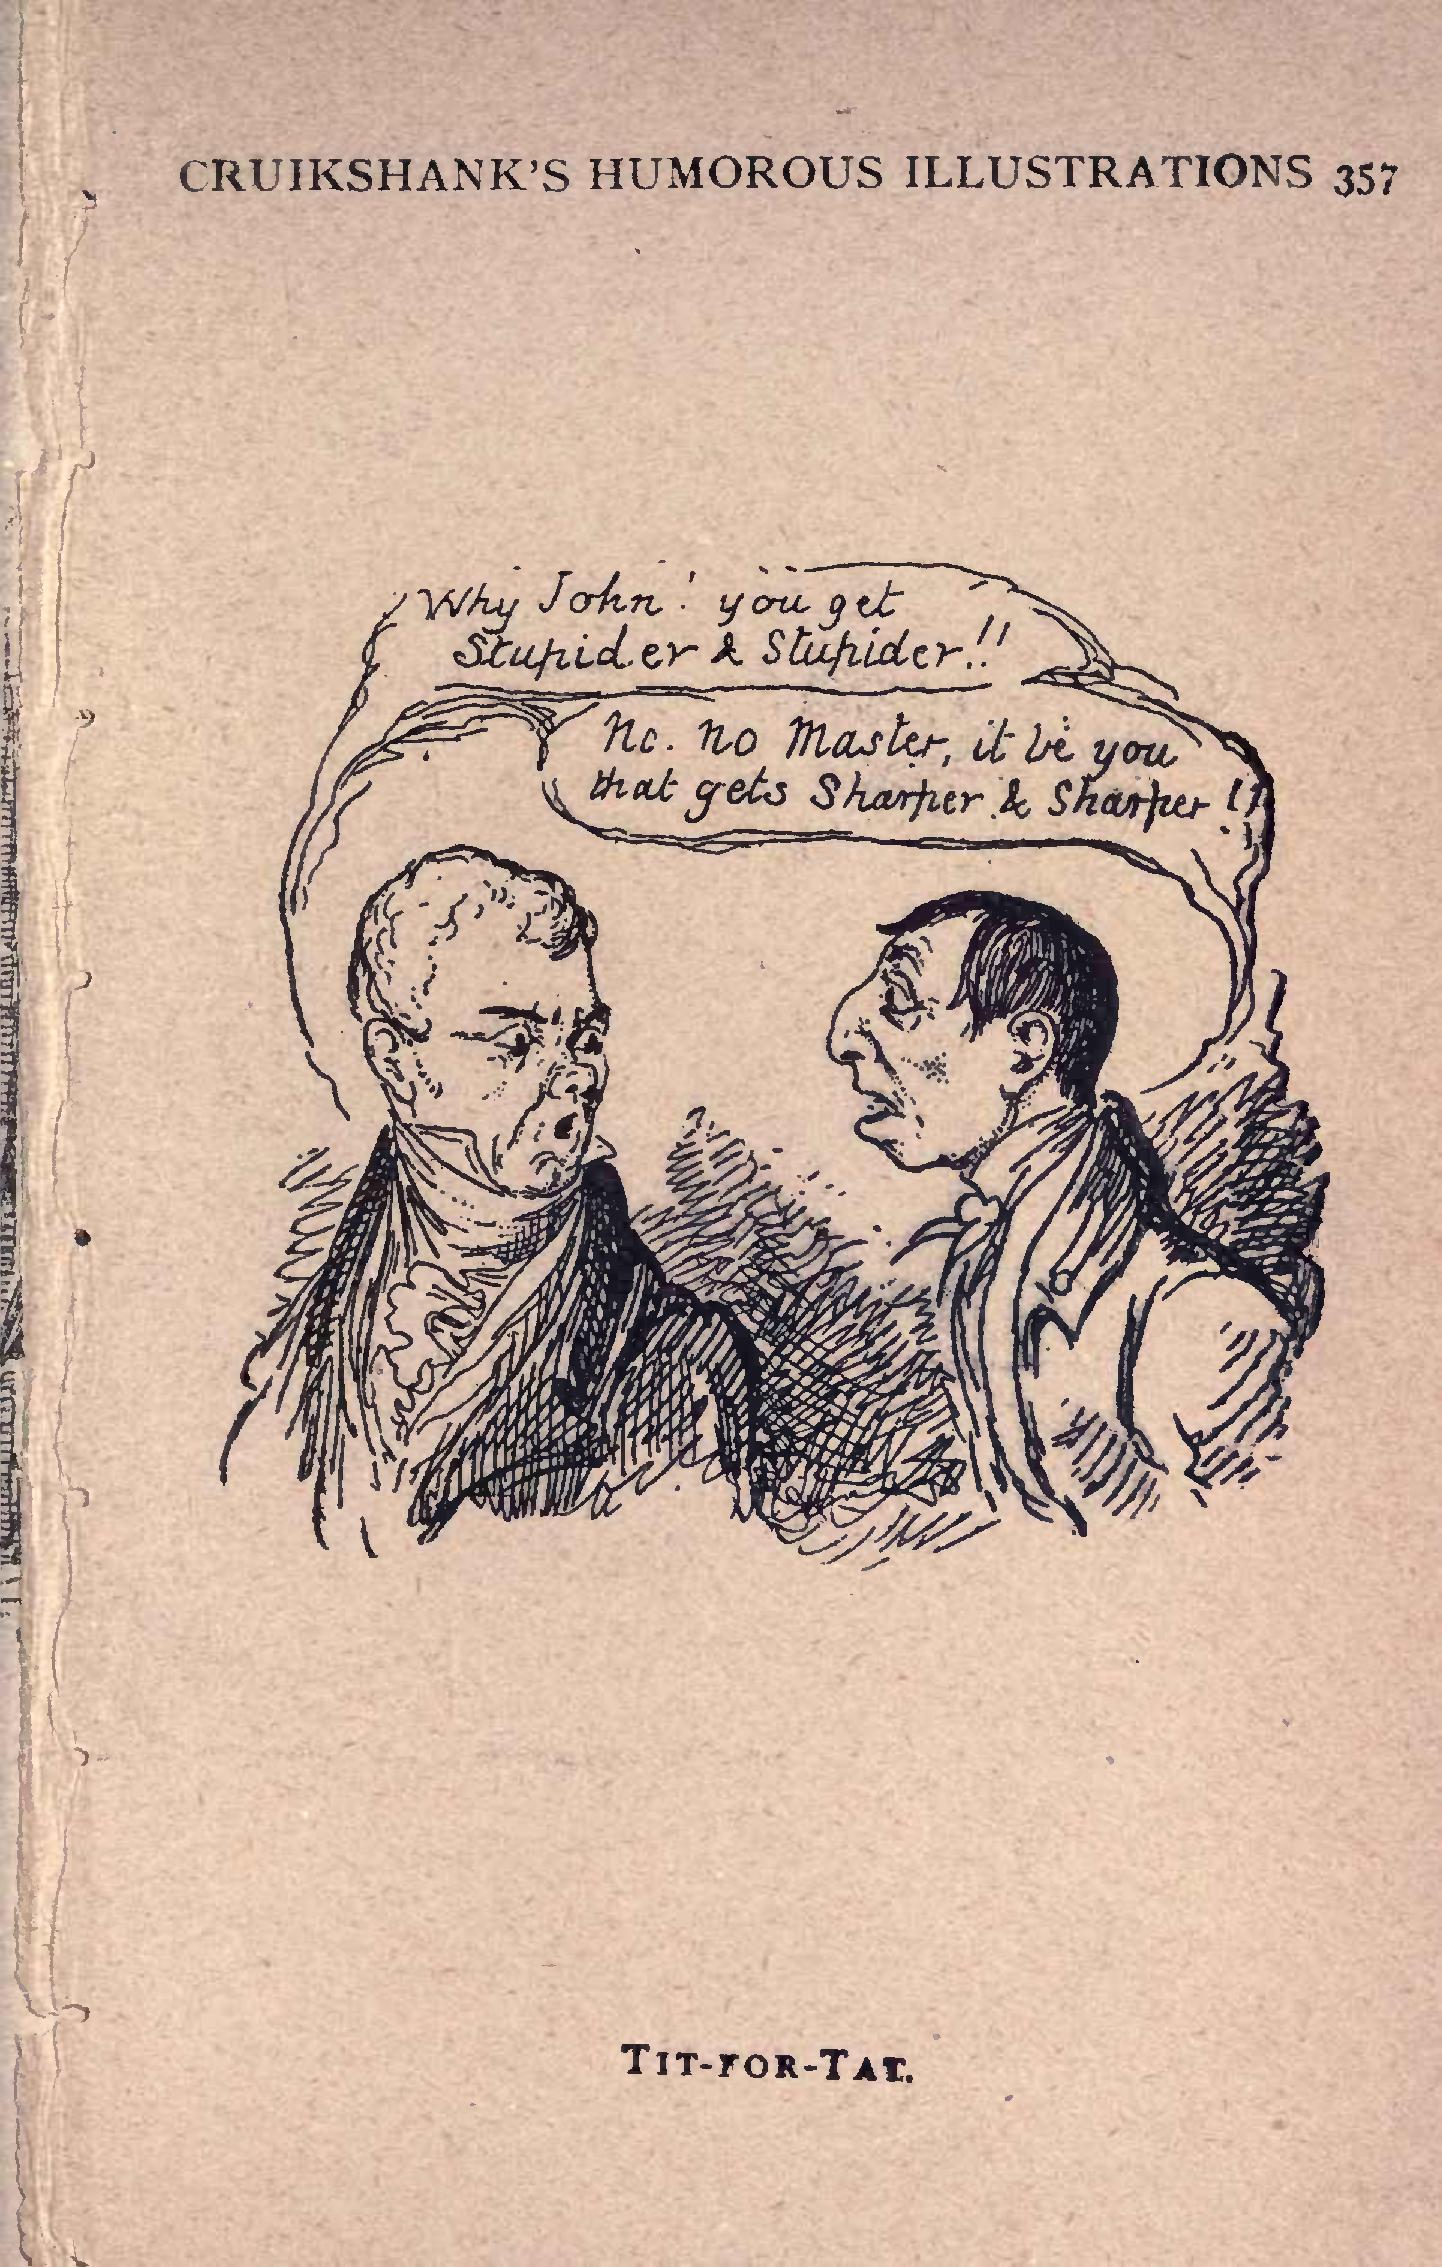 CRUIKSHANK'S HUMOROUS ILLUSTRATIONS 357
Why John! you get
Stupider & Stupider!!
No. no Master, it be you
that gets Sharper & Sharper!!
TIT-FOR-TAT.